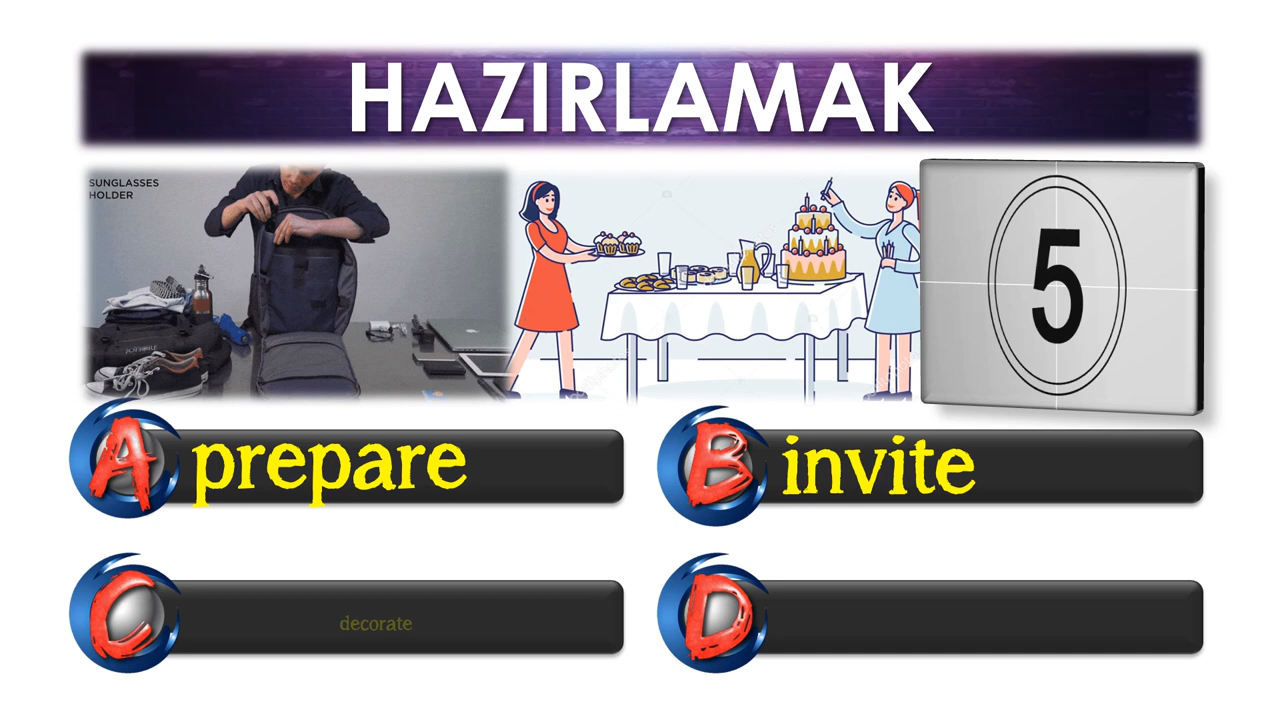 HAZIRLAMAK
SUNGLASSES
HOLDER
5
A prepare
B invite
C decorate
D